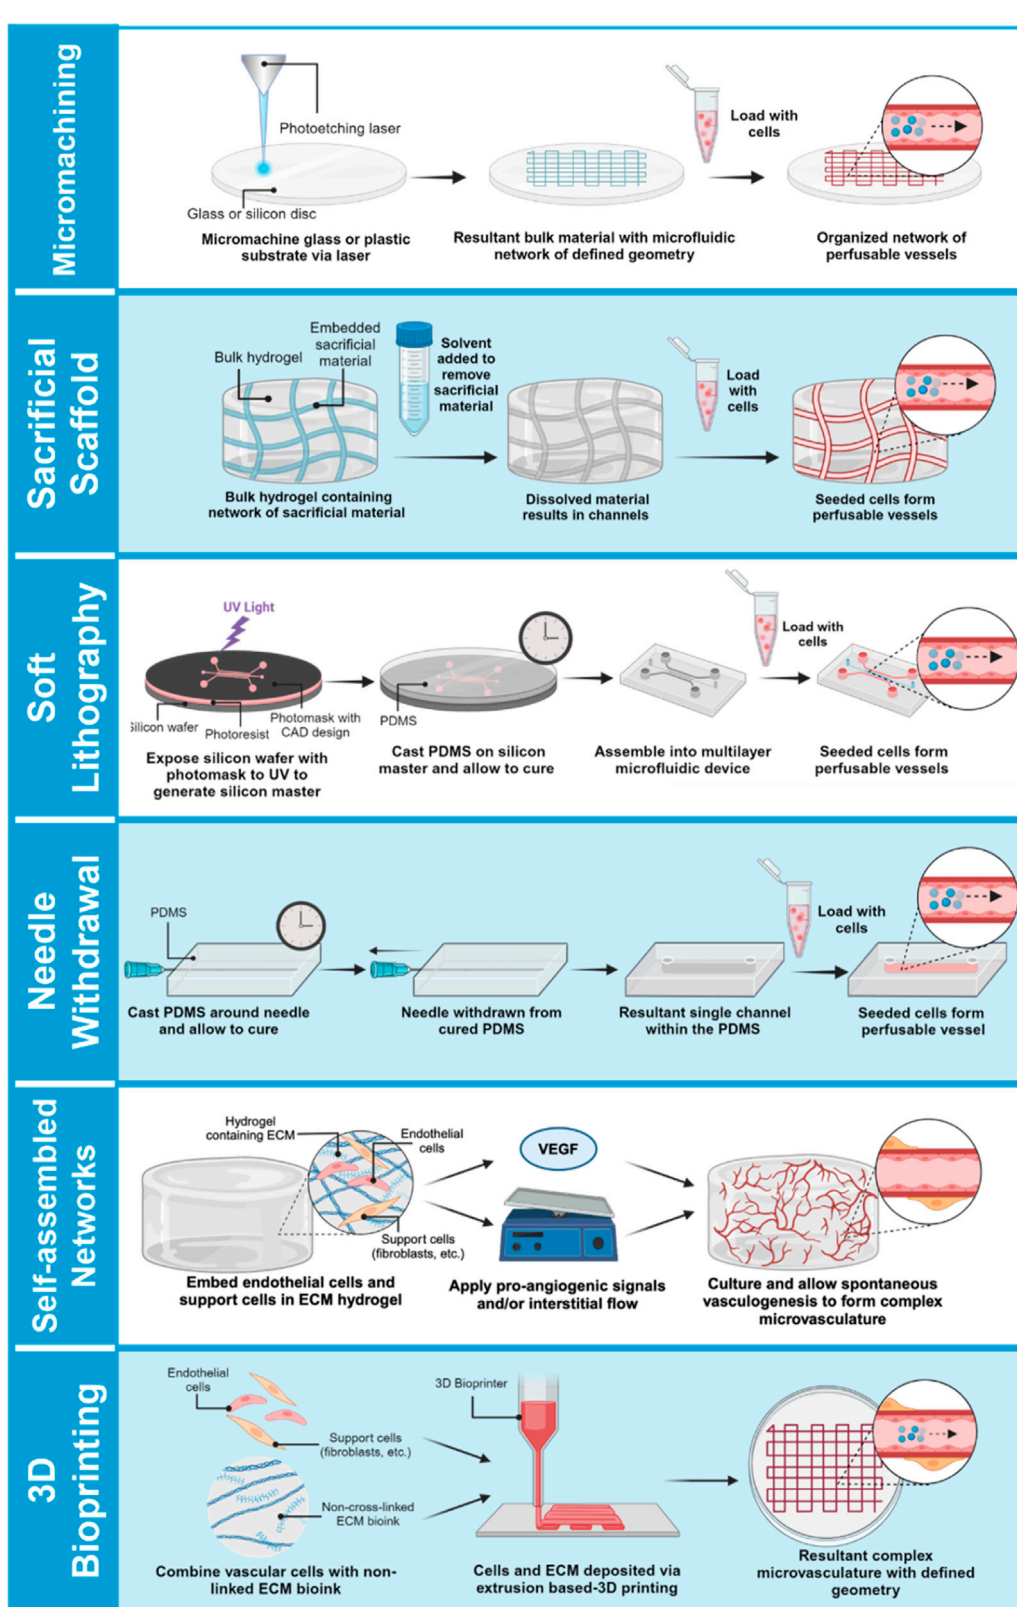 Micromachining
Photoetching laser
Glass or silicon disc
Load with
cells
Micromachine glass or plastic
substrate via laser
Resultant bulk material with microfluidic
network of defined geometry
Organized network of
perfusable vessels
Sacrificial
Scaffold
Bulk hydrogel
Embedded
sacrificial
material
Solvent
added to
remove
sacrificial
material
Load
with
cells
Bulk hydrogel containing
network of sacrificial material
Dissolved material
results in channels
Seeded cells form
perfusable vessels
Soft
Lithography
UV Light
Silicon wafer
Photoresist
Photomask with
CAD design
PDMS
Load with
cells
Expose silicon wafer with
photomask to UV to
generate silicon master
Cast PDMS on silicon
master and allow to cure
Assemble into multilayer
microfluidic device
Seeded cells form
perfusable vessels
Needle
Withdrawal
PDMS
Load with
cells
Cast PDMS around needle
and allow to cure
Needle withdrawn from
cured PDMS
Resultant single channel
within the PDMS
Seeded cells form
perfusable vessel
Self-assembled
Networks
Hydrogel
containing ECM
Endothelial
cells
Support cells
(fibroblasts, etc.)
VEGF
Embed endothelial cells and
support cells in ECM hydrogel
Apply pro-angiogenic signals
and/or interstitial flow
Culture and allow spontaneous
vasculogenesis to form complex
microvasculature
3D
Bioprinting
Endothelial
cells
Support cells
(fibroblasts, etc.)
Non-cross-linked
ECM bioink
3D Bioprinter
Combine vascular cells with non-
linked ECM bioink
Cells and ECM deposited via
extrusion based-3D printing
Resultant complex
microvasculature with defined
geometry